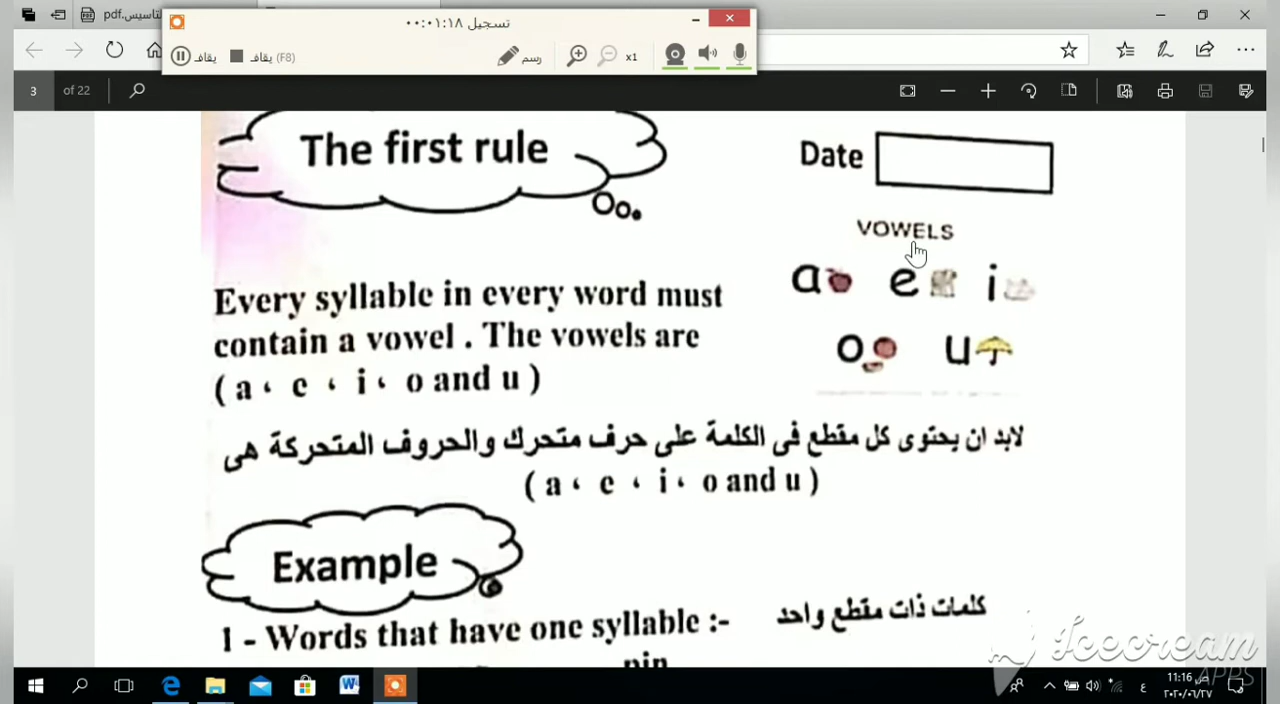 تسجيل ٠٠:٠١:١٨
يقاف
يقاف (F8)
رسم
x1
3 of 22
The first rule
Date
VOWELS
a e i
o u
Every syllable in every word must
contain a vowel . The vowels are
( a ، e ، i ، o and u )
لابد ان يحتوى كل مقطع فى الكلمة على حرف متحرك والحروف المتحركة هى
( a ، e ، i ، o and u )
Example
1 - Words that have one syllable :-
كلمات ذات مقطع واحد
pin
Icecream
APPS
11:16 ص
٢٠٢٠/٠٦/٢٧